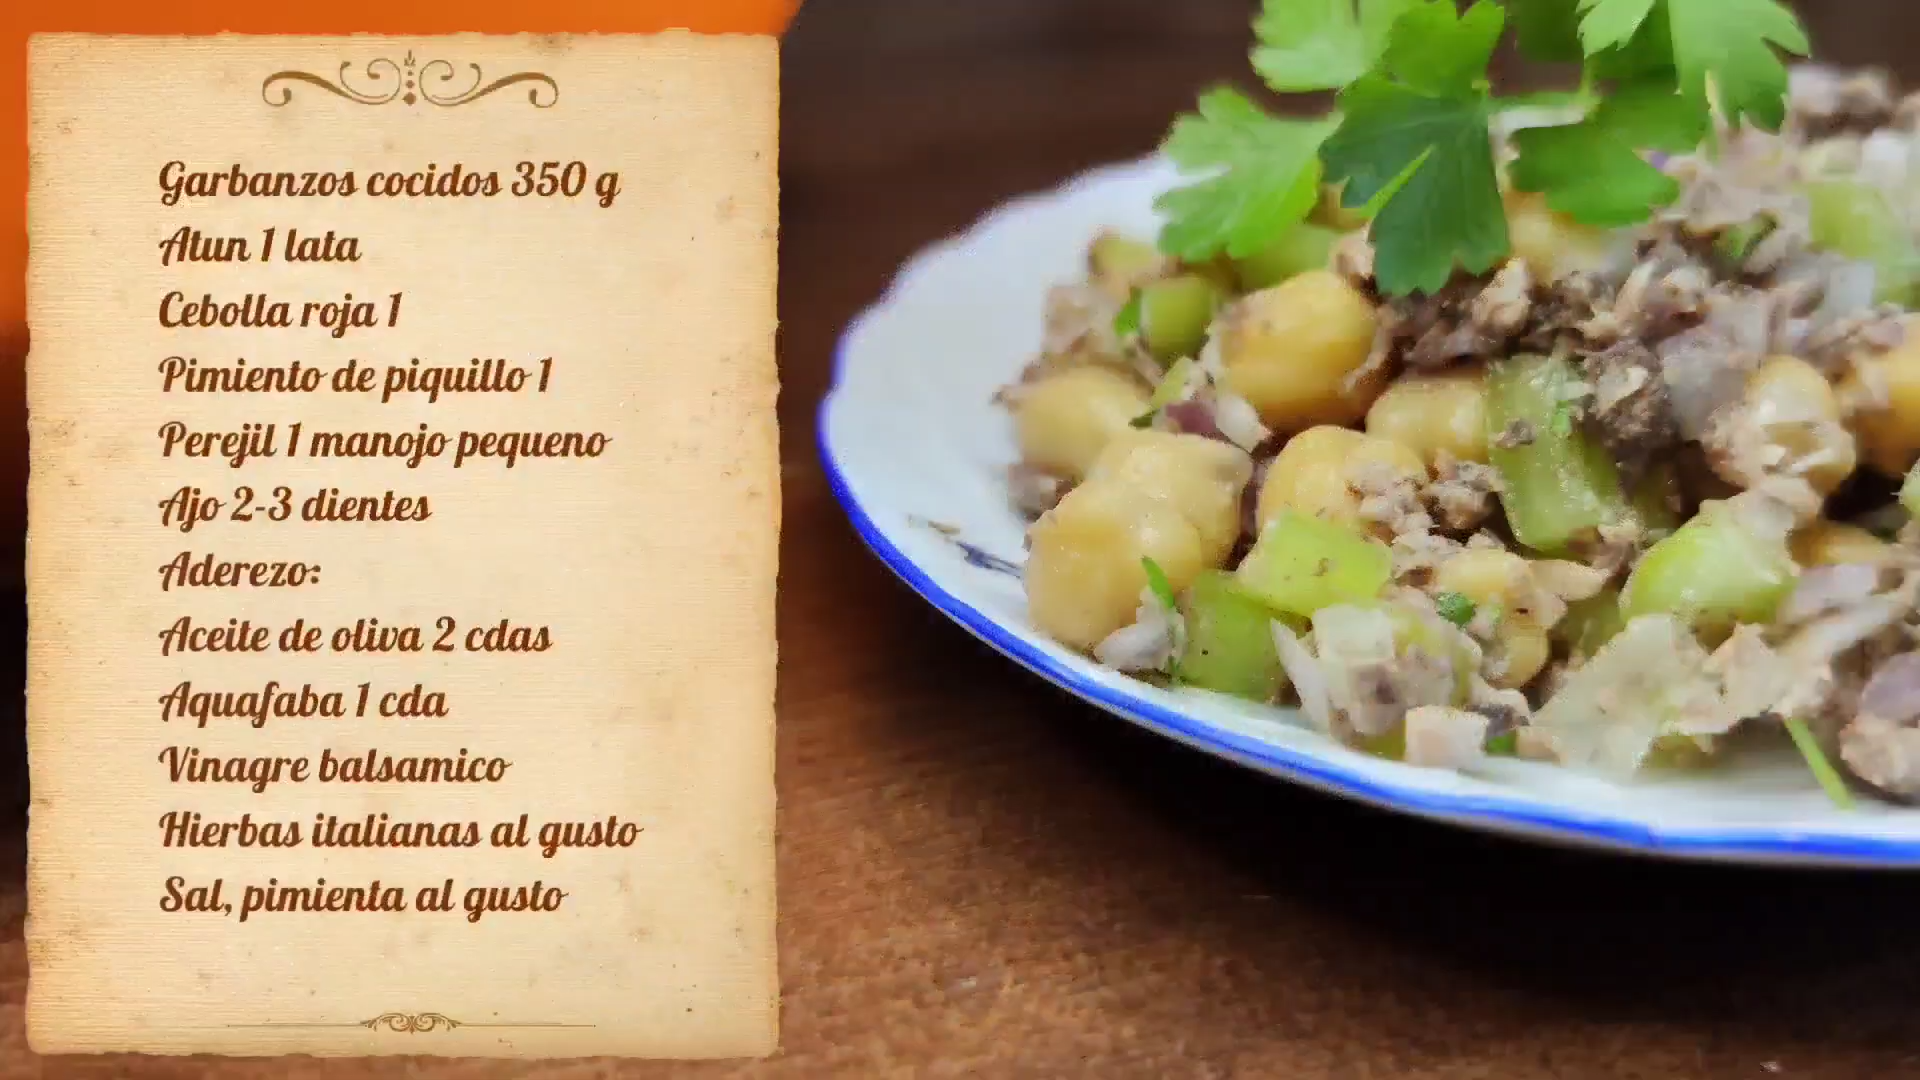 Garbanzos cocidos 350 g
Atun 1 lata
Cebolla roja 1
Pimiento de piquillo 1
Perejil 1 manojo pequeno
Ajo 2-3 dientes
Aderezo:
Aceite de oliva 2 cdas
Aquafaba 1 cda
Vinagre balsamico
Hierbas italianas al gusto
Sal, pimienta al gusto